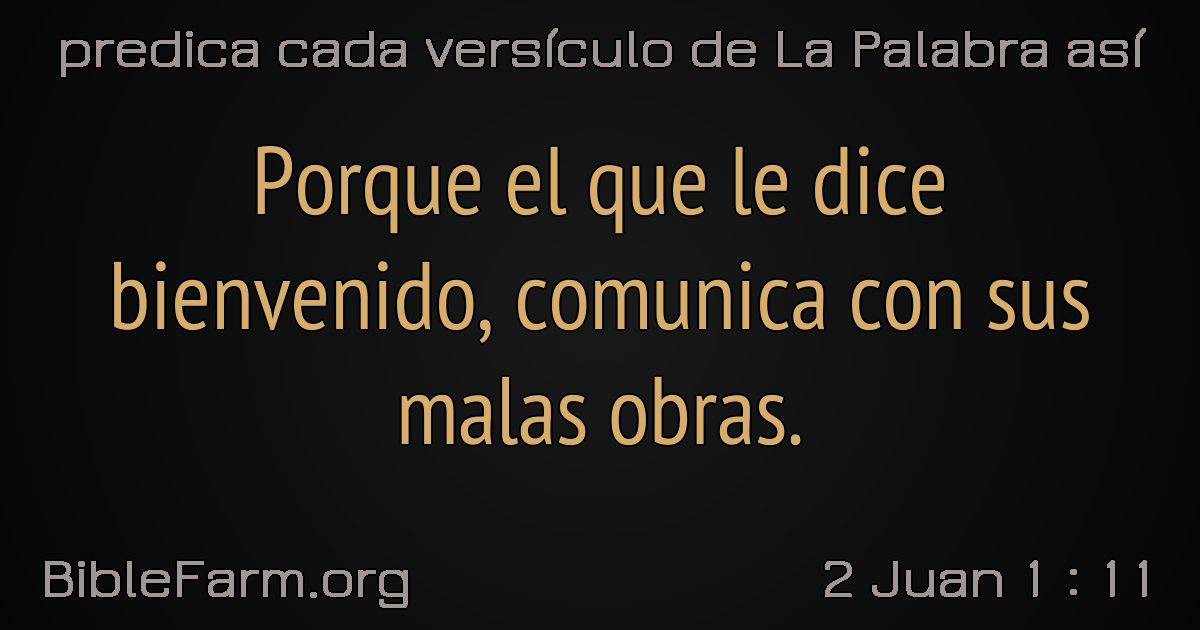 predica cada versículo de La Palabra así
Porque el que le dice
bienvenido, comunica con sus
malas obras.
BibleFarm.org
2 Juan 1 : 11